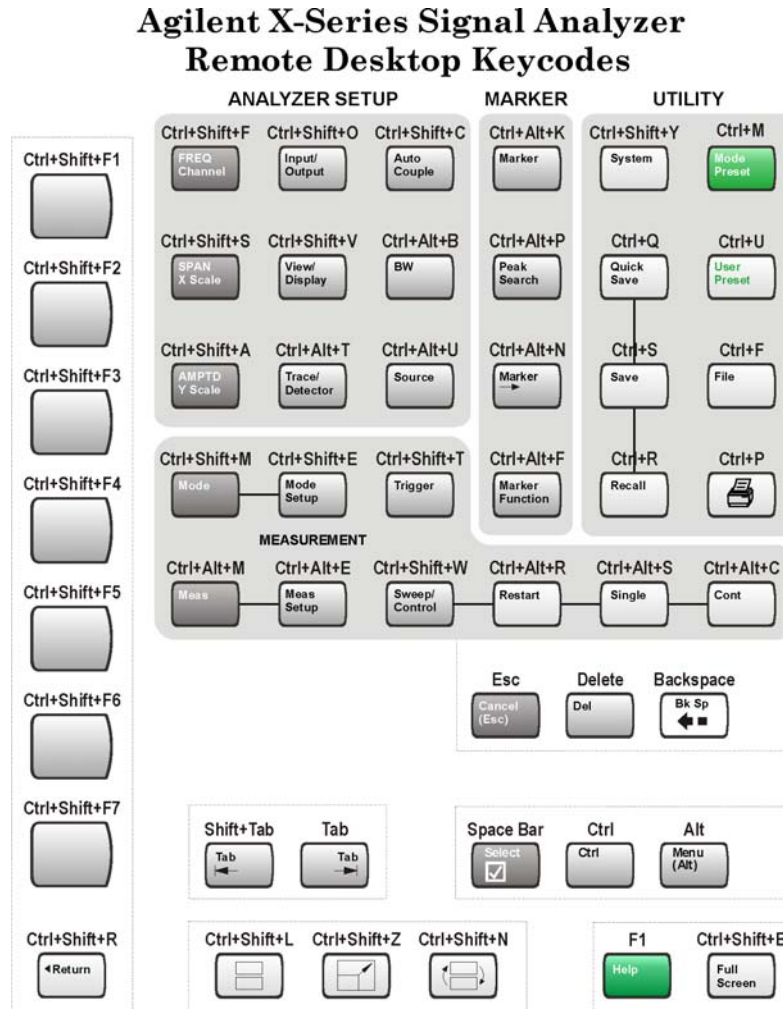 Agilent X-Series Signal Analyzer
Remote Desktop Keycodes
ANALYZER SETUP MARKER UTILITY
Ctrl+Shift+F Ctrl+Shift+O Ctrl+Shift+C Ctrl+Alt+K Ctrl+Shift+Y Ctrl+M
Ctrl+Shift+F1
FREQ Channel
Input/ Output
Auto Couple
Marker
System
Mode Preset
Ctrl+Shift+S Ctrl+Shift+V Ctrl+Alt+B Ctrl+Alt+P Ctrl+Q Ctrl+U
Ctrl+Shift+F2
SPAN X Scale
View/ Display
BW
Peak Search
Quick Save
User Preset
Ctrl+Shift+A Ctrl+Alt+T Ctrl+Alt+U Ctrl+Alt+N Ctrl+S Ctrl+F
Ctrl+Shift+F3
AMPTD Y Scale
Trace/ Detector
Source
Marker
Save
File
Ctrl+Shift+M Ctrl+Shift+E Ctrl+Shift+T Ctrl+Alt+F Ctrl+R Ctrl+P
Ctrl+Shift+F4
Mode
Mode Setup
Trigger
Marker Function
Recall
MEASUREMENT
Ctrl+Alt+M Ctrl+Alt+E Ctrl+Shift+W Ctrl+Alt+R Ctrl+Alt+S Ctrl+Alt+C
Ctrl+Shift+F5
Meas
Meas Setup
Sweep/ Control
Restart
Single
Cont
Esc Delete Backspace
Ctrl+Shift+F6
Cancel (Esc)
Del
Bk Sp
Ctrl+Shift+F7
Shift+Tab Tab Space Bar Ctrl Alt
Tab
Tab
Select
Ctrl
Menu (Alt)
Ctrl+Shift+R Ctrl+Shift+L Ctrl+Shift+Z Ctrl+Shift+N F1
Return
Help
Full Screen